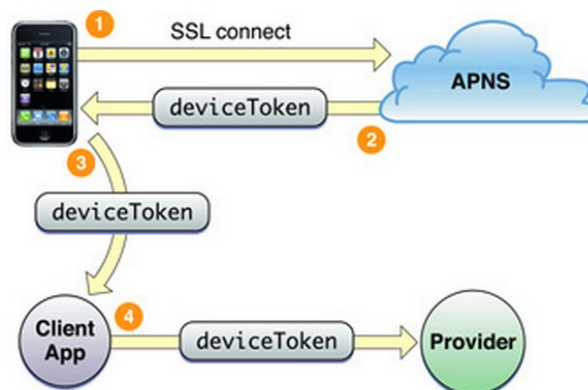 1
SSL connect
APNS
deviceToken
2
3
deviceToken
Client
App
4
deviceToken
Provider